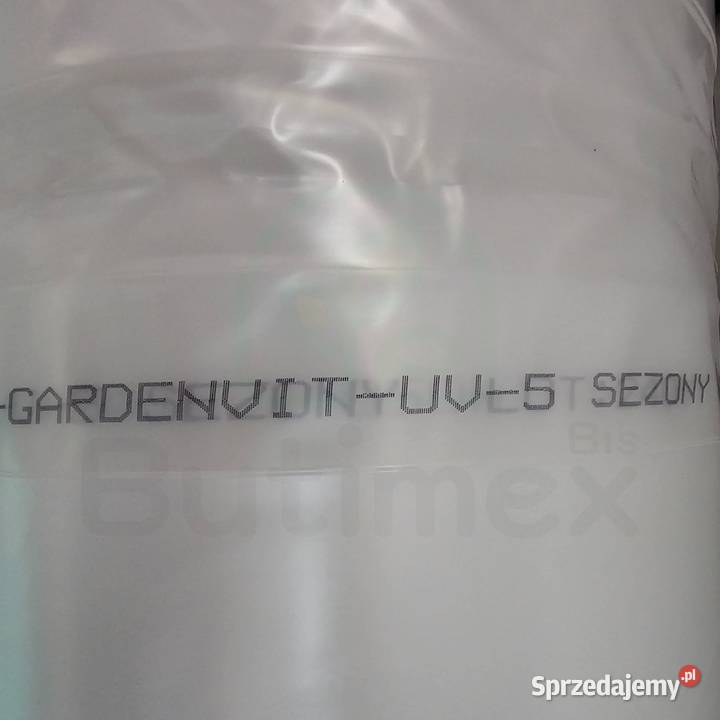 -GARDENVIT-UV-5 SEZONY
Bis
Butimex
Sprzedajemy.pl